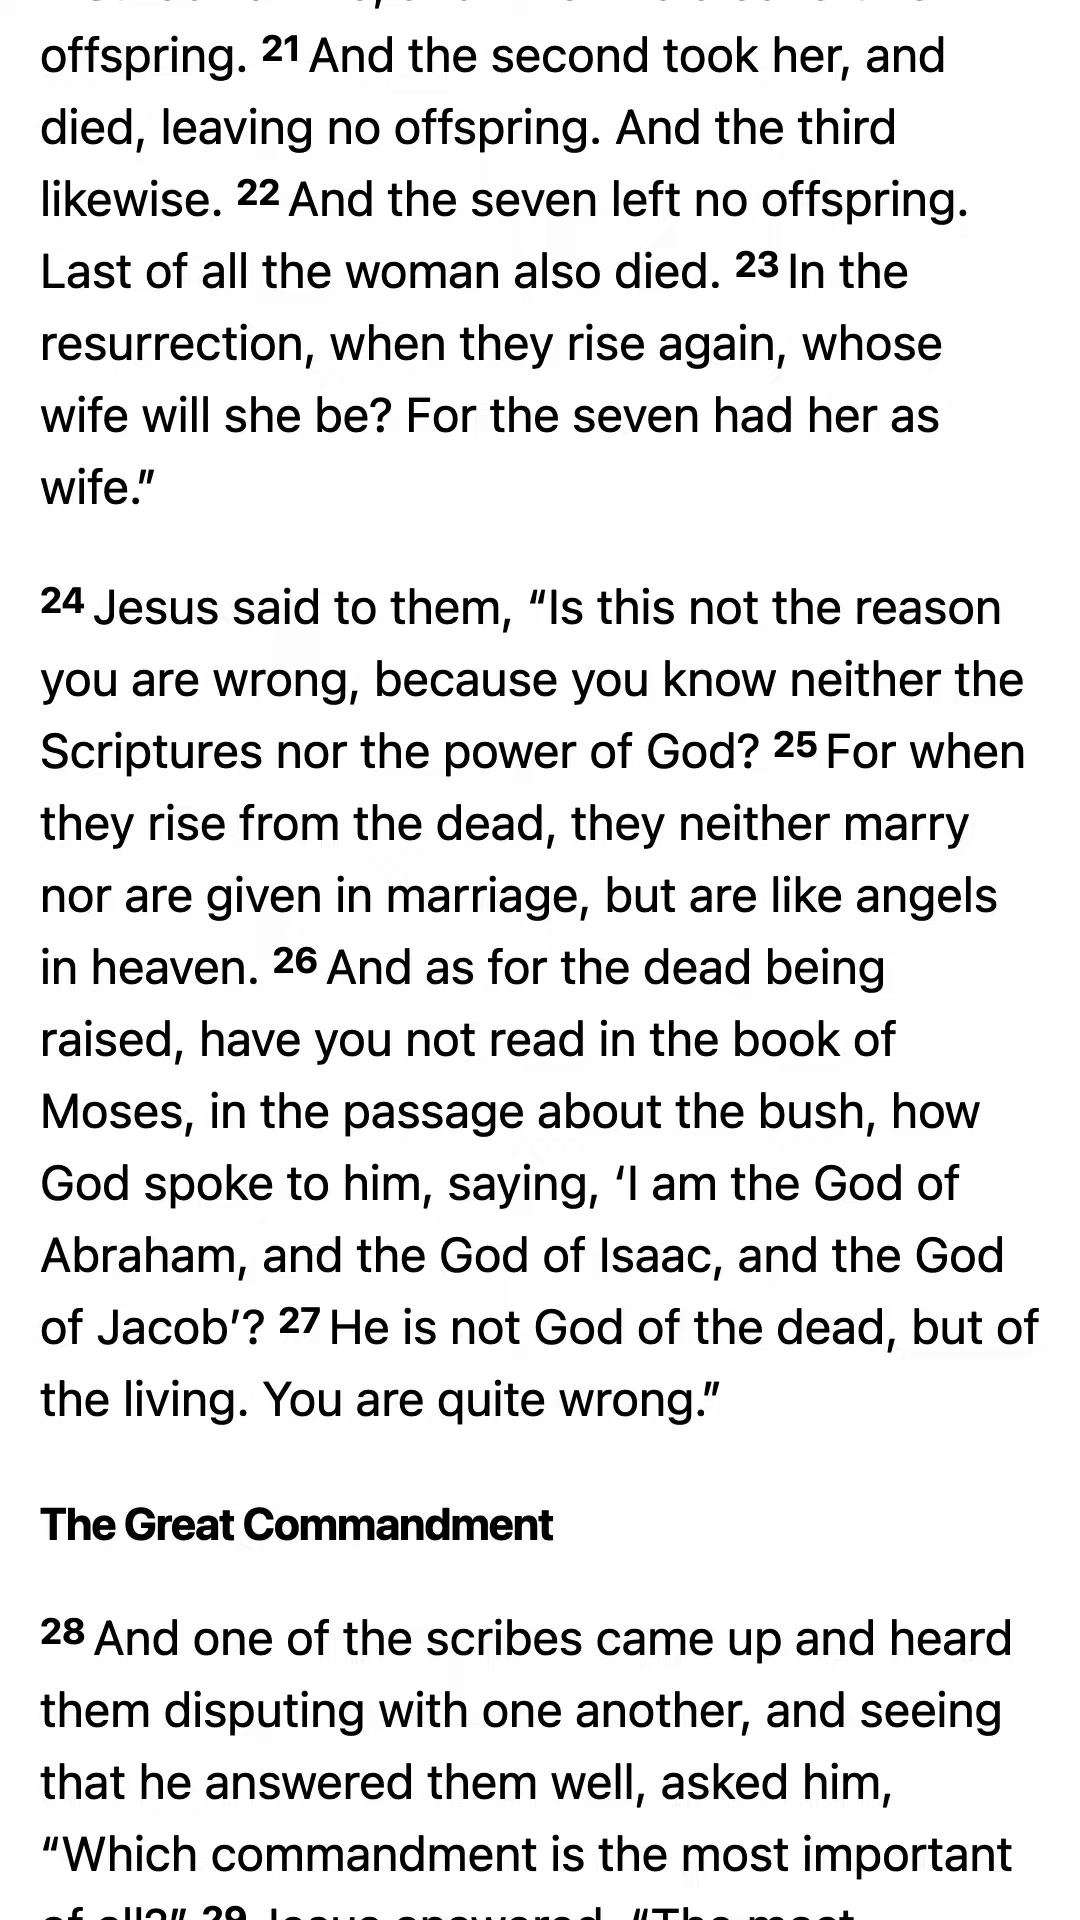 offspring. 21 And the second took her, and
died, leaving no offspring. And the third
likewise. 22 And the seven left no offspring.
Last of all the woman also died. 23 In the
resurrection, when they rise again, whose
wife will she be? For the seven had her as
wife.”
24 Jesus said to them, “Is this not the reason
you are wrong, because you know neither the
Scriptures nor the power of God? 25 For when
they rise from the dead, they neither marry
nor are given in marriage, but are like angels
in heaven. 26 And as for the dead being
raised, have you not read in the book of
Moses, in the passage about the bush, how
God spoke to him, saying, ‘I am the God of
Abraham, and the God of Isaac, and the God
of Jacob’? 27 He is not God of the dead, but of
the living. You are quite wrong.”
The Great Commandment
28 And one of the scribes came up and heard
them disputing with one another, and seeing
that he answered them well, asked him,
“Which commandment is the most important
of all?” 29 Jesus answered, “The most